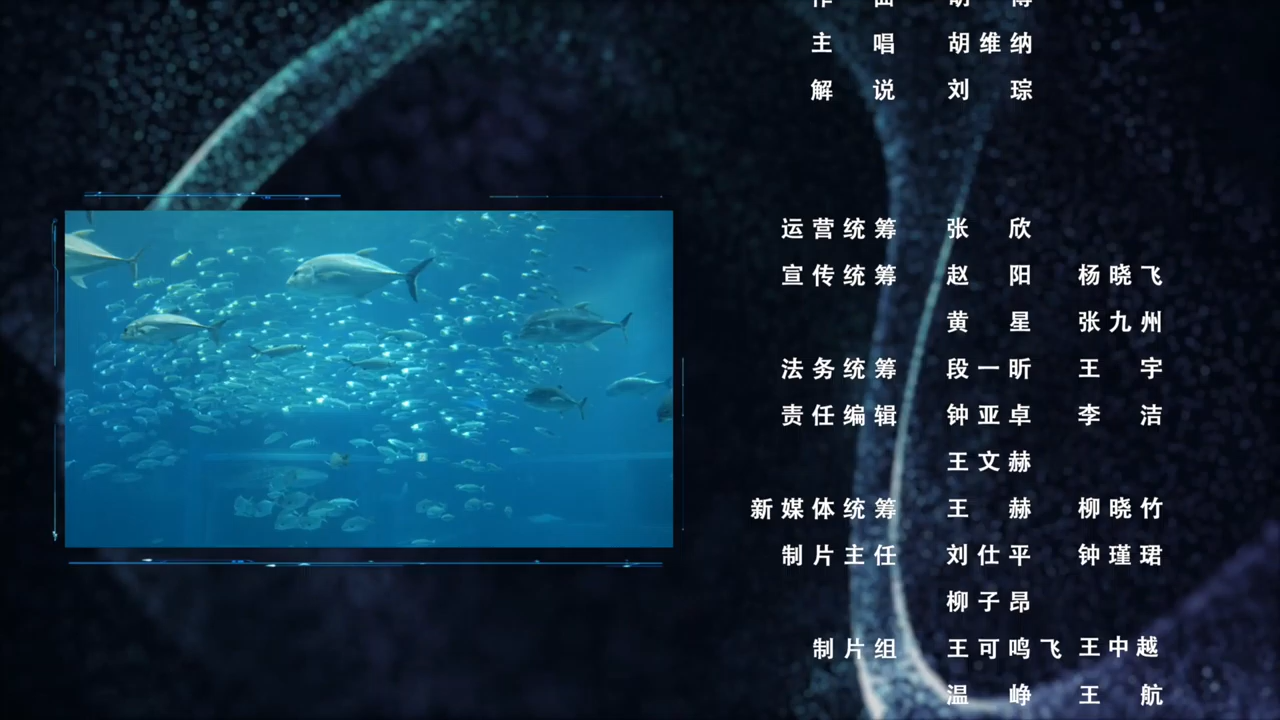 作曲 胡博
主唱 胡维纳
解说 刘琮
运营统筹 张欣
宣传统筹 赵阳 杨晓飞
黄星 张九州
法务统筹 段一昕 王宇
责任编辑 钟亚卓 李洁
王文赫
新媒体统筹 王赫 柳晓竹
制片主任 刘仕平 钟瑾珺
柳子昂
制片组 王可鸣飞 王中越
温峥 王航